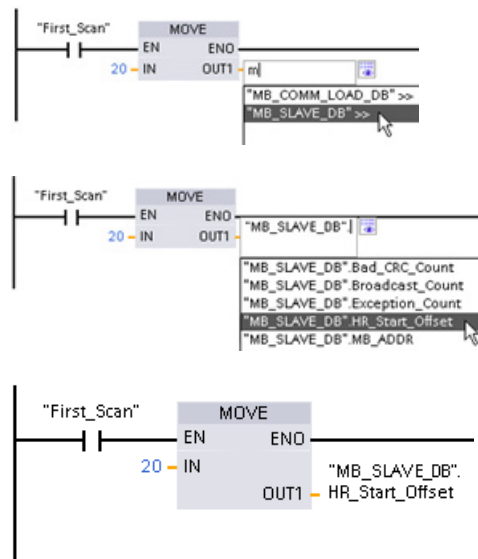 "First_Scan"
MOVE
EN ENO
20 IN OUT1 m
"MB_COMM_LOAD_DB" >>
"MB_SLAVE_DB" >>
"First_Scan"
MOVE
EN ENO
20 IN OUT1 "MB_SLAVE_DB".
"MB_SLAVE_DB".Bad_CRC_Count
"MB_SLAVE_DB".Broadcast_Count
"MB_SLAVE_DB".Exception_Count
"MB_SLAVE_DB".HR_Start_Offset
"MB_SLAVE_DB".MB_ADDR
"First_Scan"
MOVE
EN ENO
20 IN
"MB_SLAVE_DB".
OUT1 HR_Start_Offset